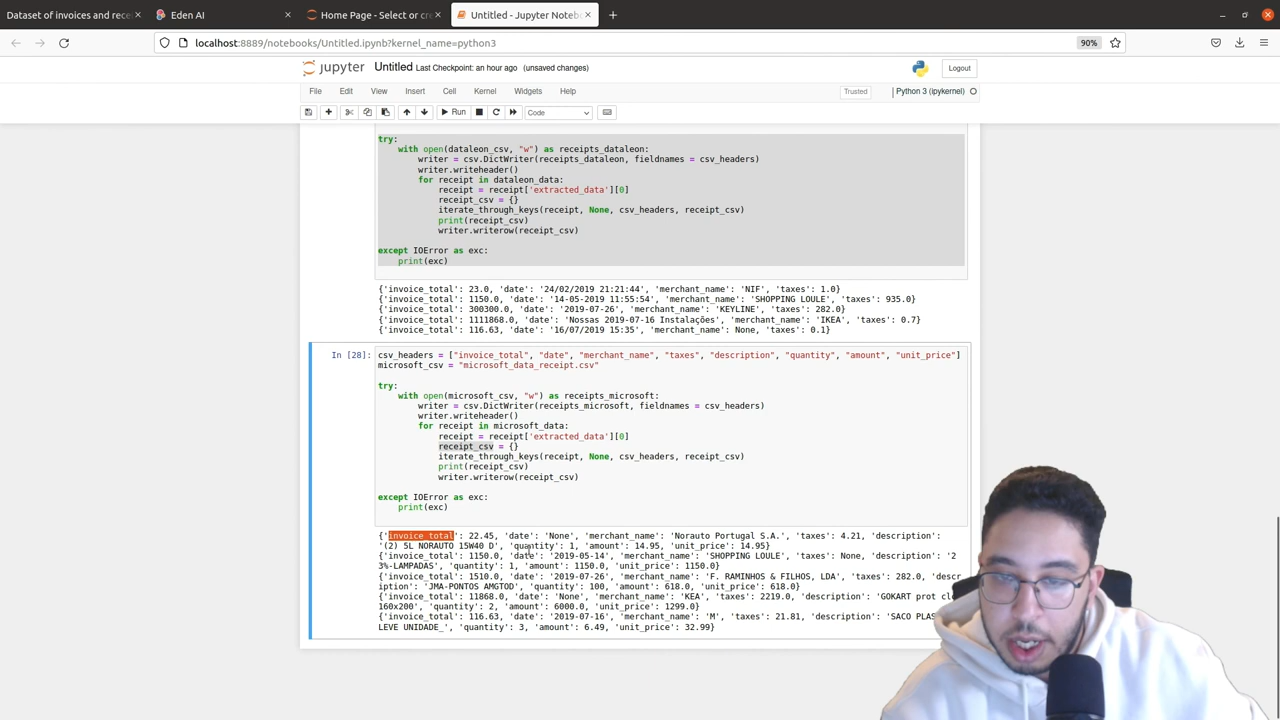 Dataset of invoices and rec
Eden AI
Home Page - Select or cr
Untitled - Jupyter Notebo
localhost:8889/notebooks/Untitled.ipynb?kernel_name=python3
90%
jupyter Untitled Last Checkpoint: an hour ago (unsaved changes)
Logout
File Edit View Insert Cell Kernel Widgets Help
Trusted
Python 3 (ipykernel)
Run
Code
try:
with open(dataleon_csv, "w") as receipts_dataleon:
writer = csv.DictWriter(receipts_dataleon, fieldnames = csv_headers)
writer.writeheader()
for receipt in dataleon_data:
receipt = receipt['extracted_data'][0]
receipt_csv = {}
iterate_through_keys(receipt, None, csv_headers, receipt_csv)
print(receipt_csv)
writer.writerow(receipt_csv)
except IOError as exc:
print(exc)
{'invoice_total': 23.0, 'date': '24/02/2019 21:21:44', 'merchant_name': 'NIF', 'taxes': 1.0}
{'invoice_total': 1150.0, 'date': '14-05-2019 11:55:54', 'merchant_name': 'SHOPPING LOULE', 'taxes': 935.0}
{'invoice_total': 300300.0, 'date': '2019-07-26', 'merchant_name': 'KEYLINE', 'taxes': 282.0}
{'invoice_total': 1111868.0, 'date': 'Nossas 2019-07-16 Instalações', 'merchant_name': 'IKEA', 'taxes': 0.7}
{'invoice_total': 116.63, 'date': '16/07/2019 15:35', 'merchant_name': None, 'taxes': 0.1}
In [28]: csv_headers = ["invoice_total", "date", "merchant_name", "taxes", "description", "quantity", "amount", "unit_price"]
microsoft_csv = "microsoft_data_receipt.csv"
try:
with open(microsoft_csv, "w") as receipts_microsoft:
writer = csv.DictWriter(receipts_microsoft, fieldnames = csv_headers)
writer.writeheader()
for receipt in microsoft_data:
receipt = receipt['extracted_data'][0]
receipt_csv = {}
iterate_through_keys(receipt, None, csv_headers, receipt_csv)
print(receipt_csv)
writer.writerow(receipt_csv)
except IOError as exc:
print(exc)
{'invoice_total': 22.45, 'date': 'None', 'merchant_name': 'Norauto Portugal S.A.', 'taxes': 4.21, 'description':
'(2) 5L NORAUTO 15W40 D', 'quantity': 1, 'amount': 14.95, 'unit_price': 14.95}
{'invoice_total': 1150.0, 'date': '2019-05-14', 'merchant_name': 'SHOPPING LOULE', 'taxes': None, 'description': '2
3%-LAMPADAS', 'quantity': 1, 'amount': 1150.0, 'unit_price': 1150.0}
{'invoice_total': 1510.0, 'date': '2019-07-26', 'merchant_name': 'F. RAMINHOS & FILHOS, LDA', 'taxes': 282.0, 'descr
iption': 'JMA-PONTOS AMGTOD', 'quantity': 100, 'amount': 618.0, 'unit_price': 618.0}
{'invoice_total': 11868.0, 'date': 'None', 'merchant_name': 'KEA', 'taxes': 2219.0, 'description': 'GOKART prot cl
160x200', 'quantity': 2, 'amount': 6000.0, 'unit_price': 1299.0}
{'invoice_total': 116.63, 'date': '2019-07-16', 'merchant_name': 'M', 'taxes': 21.81, 'description': 'SACO PLAS
LEVE UNIDADE_', 'quantity': 3, 'amount': 6.49, 'unit_price': 32.99}